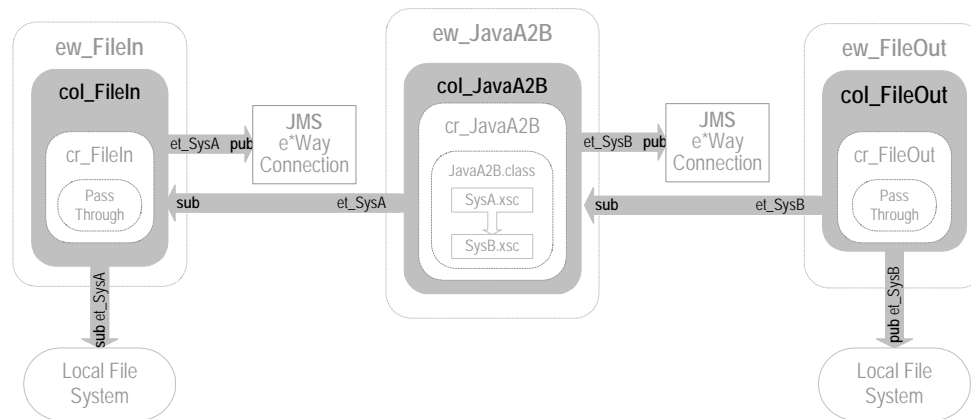 ew_FileIn
col_FileIn
cr_FileIn
Pass
Through
et_SysA pub
JMS
e*Way
Connection
sub et_SysA
sub et_SysA
Local File
System
ew_JavaA2B
col_JavaA2B
cr_JavaA2B
JavaA2B.class
SysA.xsc
SysB.xsc
et_SysB pub
JMS
e*Way
Connection
sub et_SysB
ew_FileOut
col_FileOut
cr_FileOut
Pass
Through
pub et_SysB
Local File
System